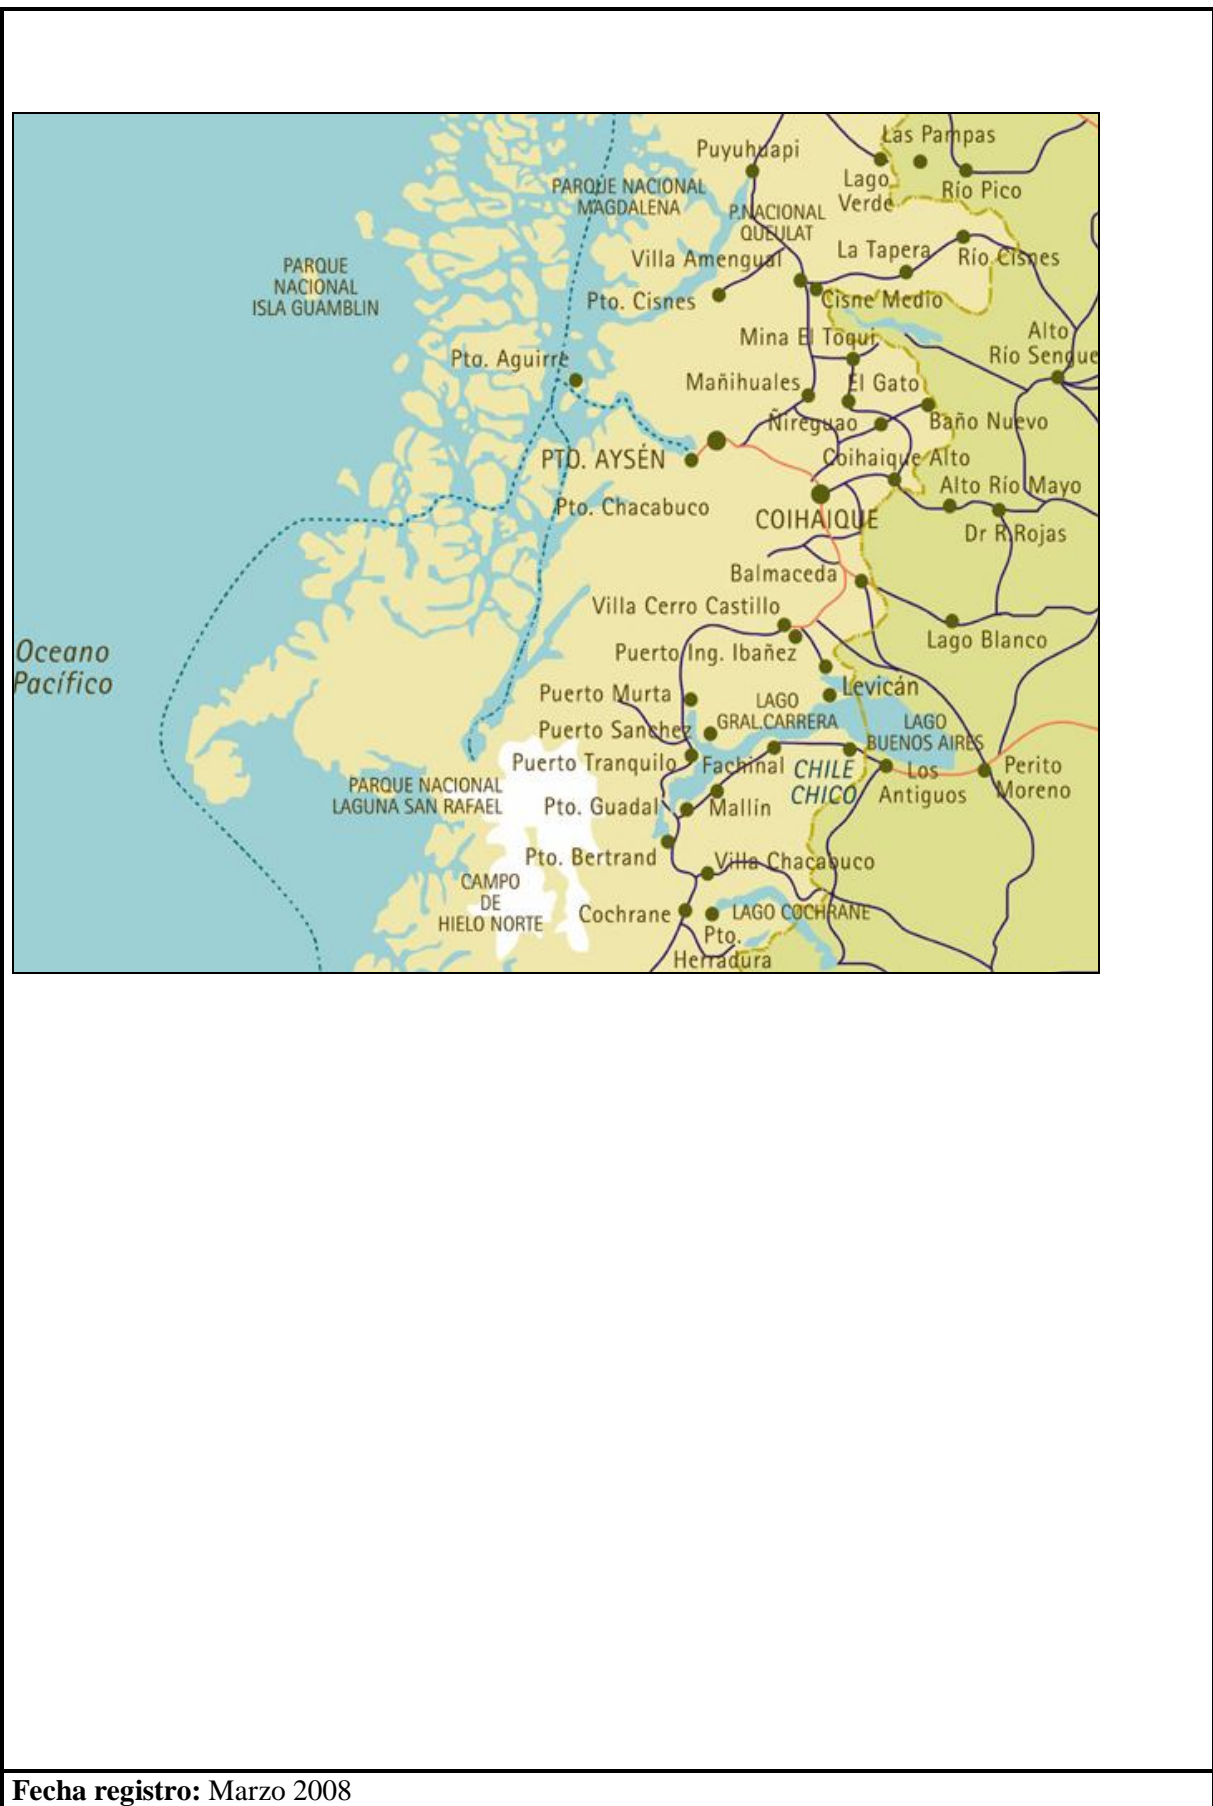 Las Pampas
Puyuhuapi
Lago
Verde
Río Pico
PARQUE NACIONAL
MAGDALENA
P.NACIONAL
QUEULAT
La Tapera
Río Cisnes
Villa Amengual
PARQUE
NACIONAL
ISLA GUAMBLIN
Pto. Cisnes
Cisne Medio
Mina El Toqui
Alto
Río Sengue
Pto. Aguirre
Mañihuales
El Gato
Ñireguao
Baño Nuevo
PTO. AYSÉN
Coihaique Alto
Alto Río Mayo
Pto. Chacabuco
COIHAIQUE
Dr R.Rojas
Balmaceda
Villa Cerro Castillo
Lago Blanco
Oceano
Pacífico
Puerto Ing. Ibañez
Puerto Murta
Levicán
LAGO
GRAL.CARRERA
Puerto Sanchez
LAGO
BUENOS AIRES
Puerto Tranquilo
Fachinal
CHILE
CHICO
Los
Antiguos
Perito
Moreno
PARQUE NACIONAL
LAGUNA SAN RAFAEL
Pto. Guadal
Mallín
Pto. Bertrand
Villa Chacabuco
CAMPO
DE
HIELO NORTE
Cochrane
LAGO COCHRANE
Pto.
Herradura
Fecha registro: Marzo 2008